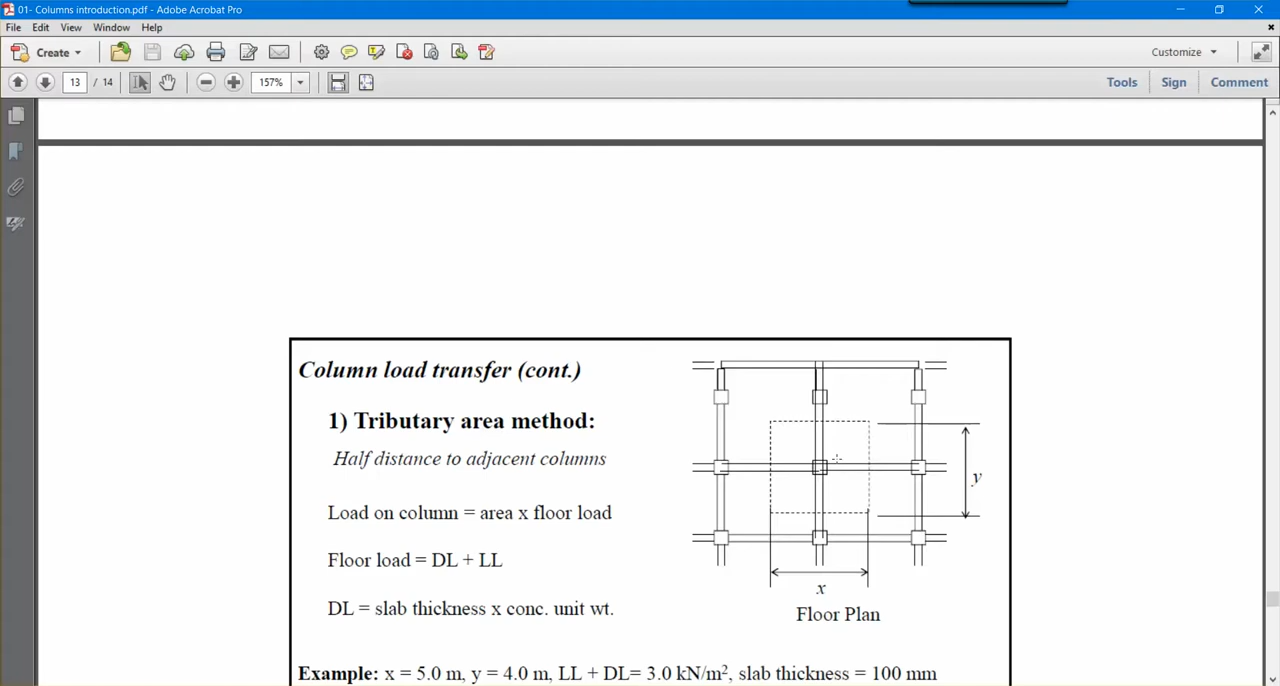 01- Columns introduction.pdf - Adobe Acrobat Pro
File Edit View Window Help
Create Customize
13 / 14 157% Tools Sign Comment
Column load transfer (cont.)
1) Tributary area method:
Half distance to adjacent columns
Load on column = area x floor load
Floor load = DL + LL
DL = slab thickness x conc. unit wt.
y
x
Floor Plan
Example: x = 5.0 m, y = 4.0 m, LL + DL= 3.0 kN/m², slab thickness = 100 mm